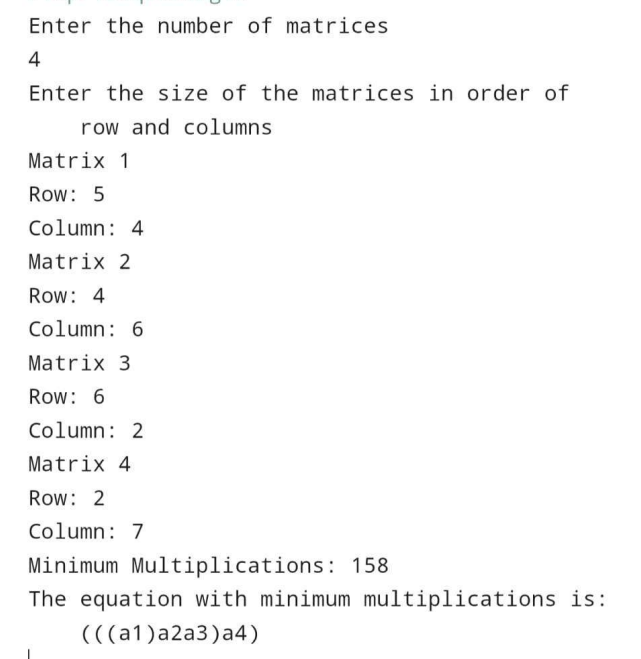 Enter the number of matrices
4
Enter the size of the matrices in order of
row and columns
Matrix 1
Row: 5
Column: 4
Matrix 2
Row: 4
Column: 6
Matrix 3
Row: 6
Column: 2
Matrix 4
Row: 2
Column: 7
Minimum Multiplications: 158
The equation with minimum multiplications is:
(((a1)a2a3)a4)